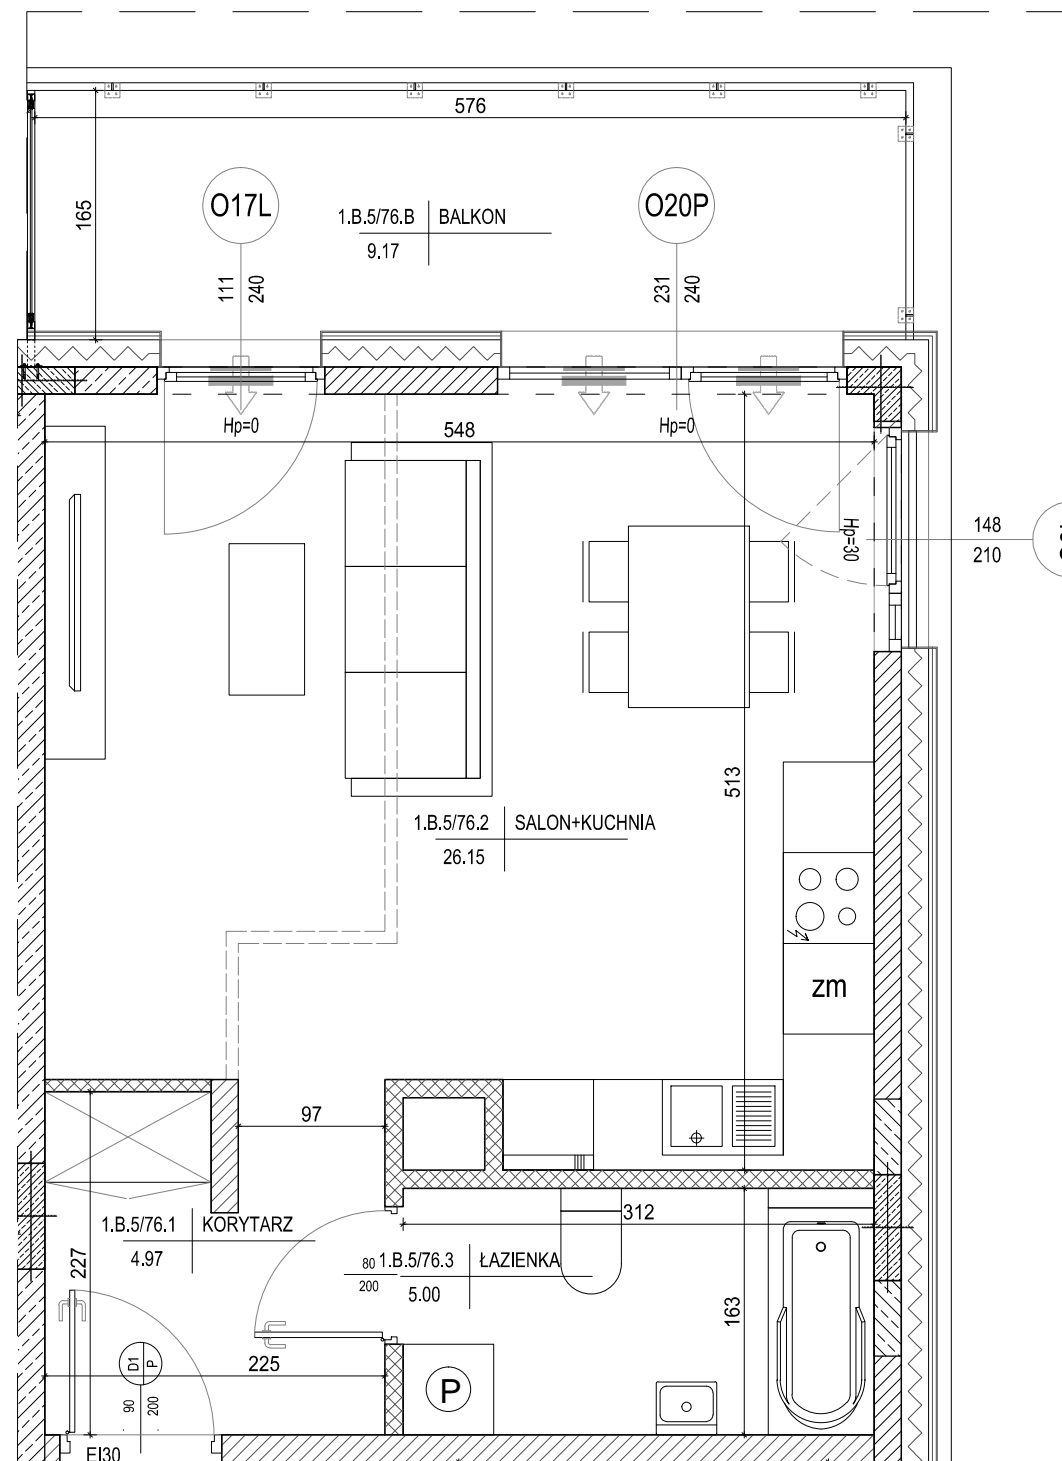 576
O17L
O20P
165
1.B.5/76.B BALKON
9.17
111
240
231
240
Hp=0
548
Hp=0
Hp=30
148
210
513
1.B.5/76.2 SALON+KUCHNIA
26.15
zm
97
1.B.5/76.1 KORYTARZ
4.97
312
227
80
200
1.B.5/76.3 ŁAZIENKA
5.00
163
225
D1
P
90
200
P
EI30